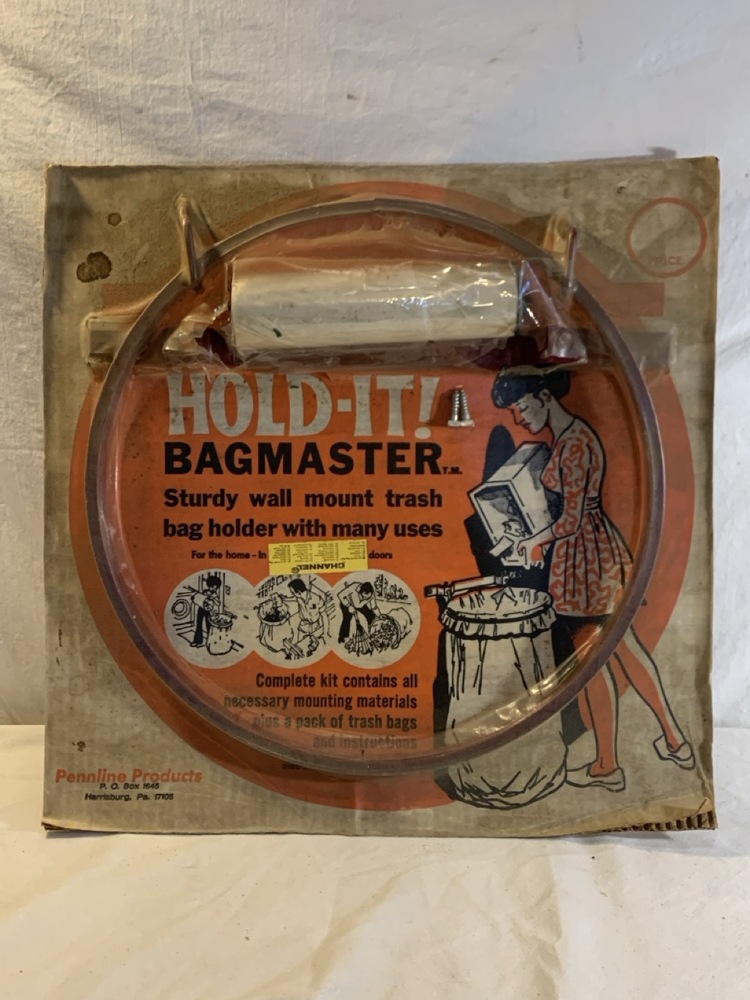 PRICE
HOLD-IT!
BAGMASTER T.M.
Sturdy wall mount trash
bag holder with many uses
For the home - In doors
CHANNEL
Complete kit contains all
necessary mounting materials
plus a pack of trash bags
and instructions
Pennline Products
P. O. Box 1645
Harrisburg, Pa. 17105